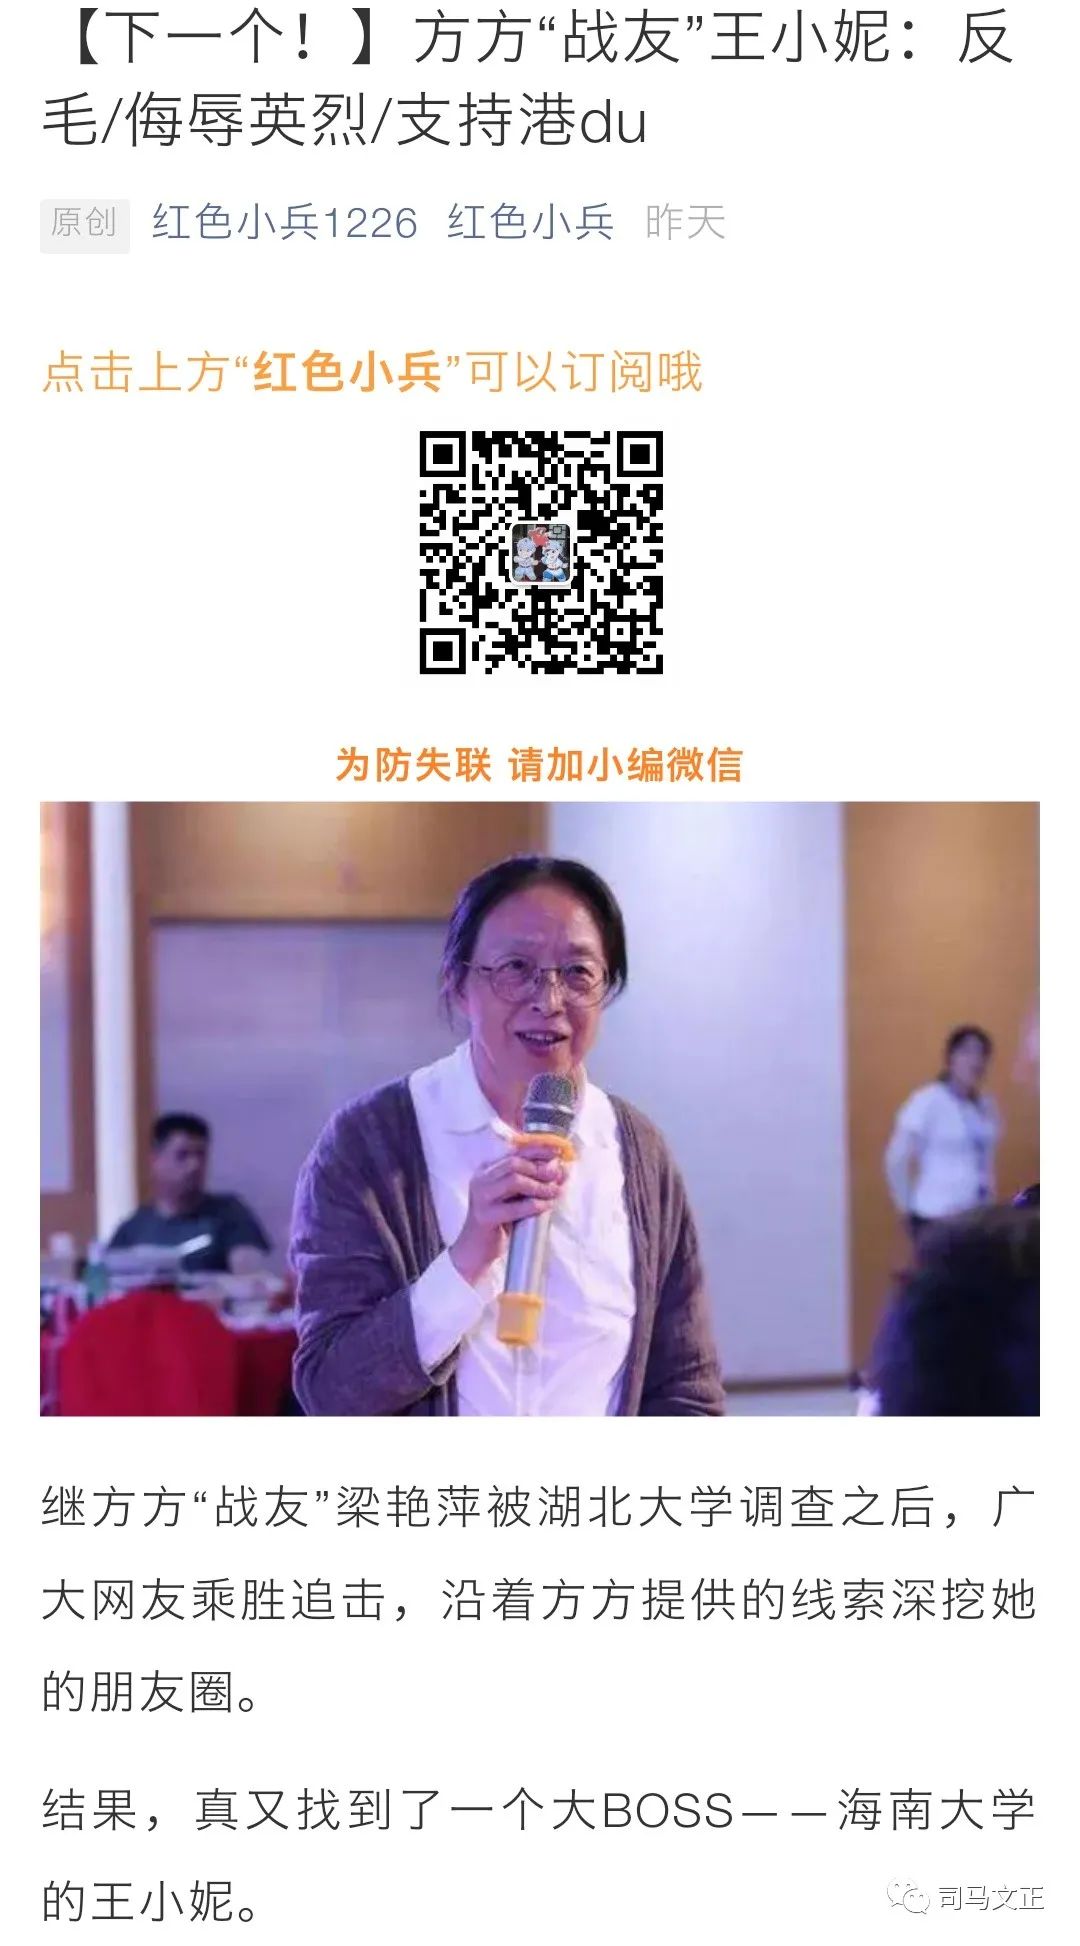 【下一个！】方方“战友”王小妮：反
毛/侮辱英烈/支持港du
原创 红色小兵1226 红色小兵 昨天
点击上方“红色小兵”可以订阅哦
为防失联 请加小编微信
继方方“战友”梁艳萍被湖北大学调查之后，广
大网友乘胜追击，沿着方方提供的线索深挖她
的朋友圈。
结果，真又找到了一个大BOSS——海南大学
的王小妮。
司马文正